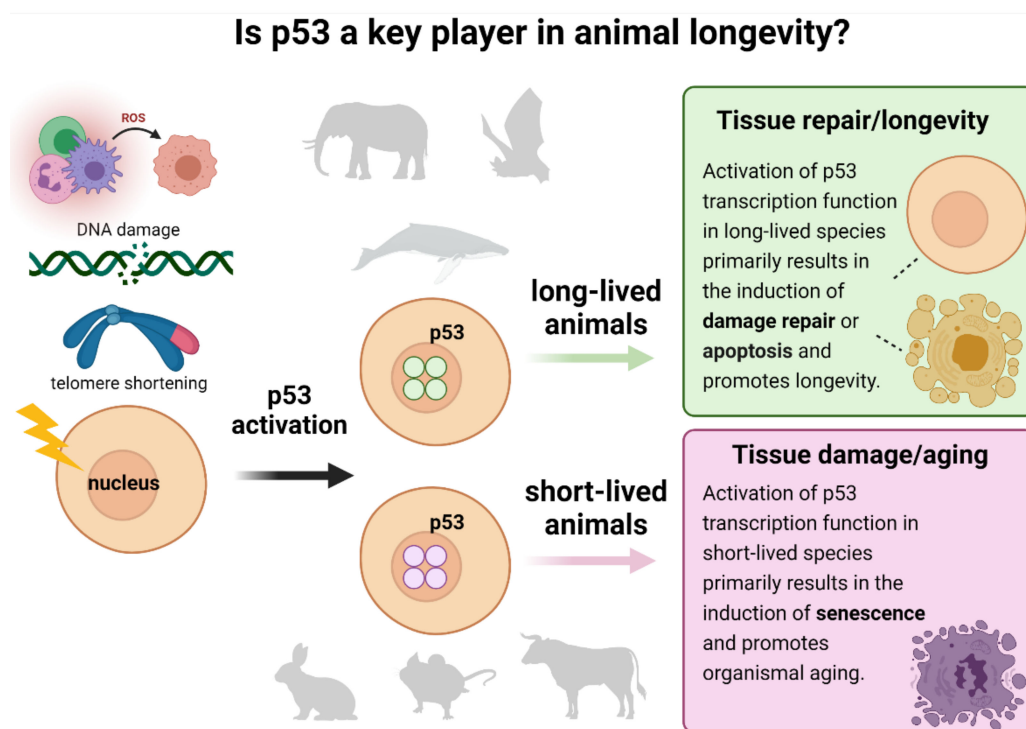 Is p53 a key player in animal longevity?
ROS
DNA damage
telomere shortening
nucleus
p53
activation
p53
long-lived
animals
p53
short-lived
animals
Tissue repair/longevity
Activation of p53
transcription function
in long-lived species
primarily results in
the induction of
damage repair or
apoptosis and
promotes longevity.
Tissue damage/aging
Activation of p53
transcription function in
short-lived species
primarily results in the
induction of senescence
and promotes
organismal aging.